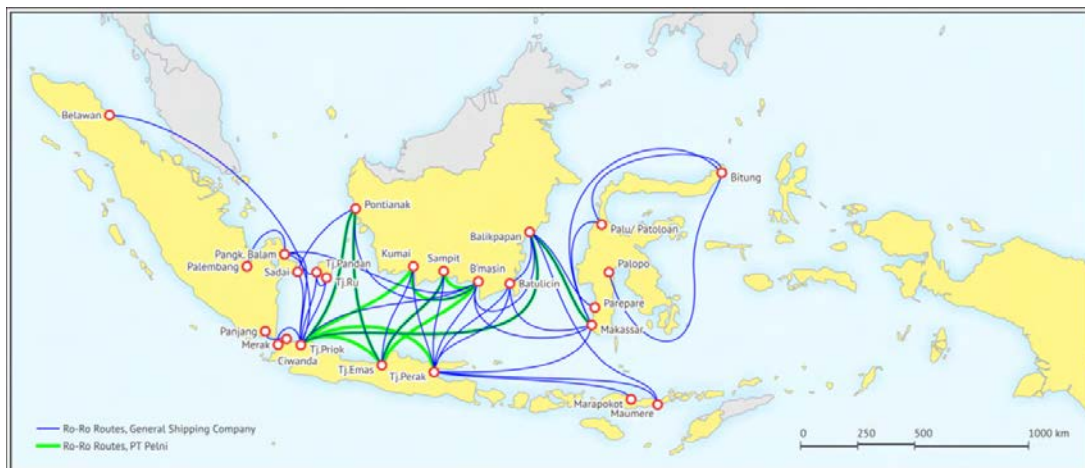 Belawan
Bitung
Pontianak
Palu/ Patoloan
Balikpapan
Pangk. Balam
Tj.Pandan
Kumai
Sampit
Palopo
Palembang
Sadai
B'masin
Batulicin
Tj.Ru
Parepare
Makassar
Panjang
Merak
Ciwanda
Tj.Priok
Tj.Emas
Tj.Perak
Marapokot
Maumere
Ro-Ro Routes, General Shipping Company
Ro-Ro Routes, PT Pelni
0 250 500 1000 km